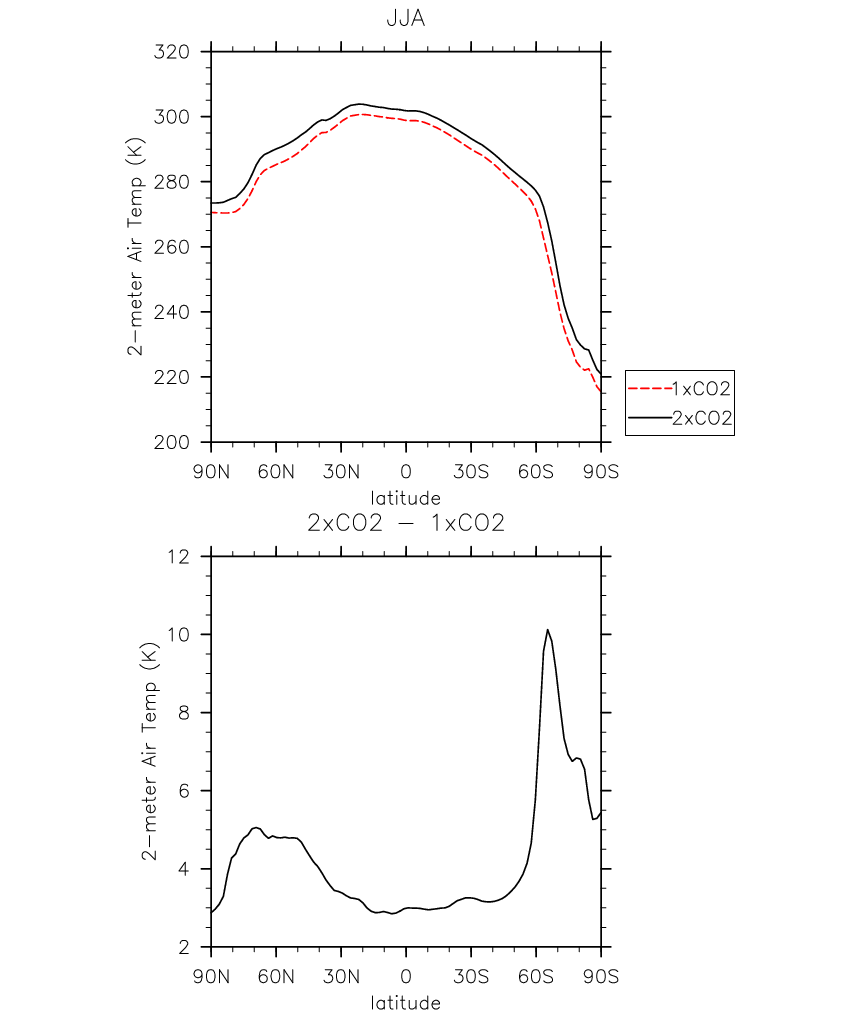 JJA
320
300
280
260
240
220
200
2-meter Air Temp (K)
90N 60N 30N 0 30S 60S 90S
latitude
1xCO2
2xCO2
2xCO2 - 1xCO2
12
10
8
6
4
2
2-meter Air Temp (K)
90N 60N 30N 0 30S 60S 90S
latitude